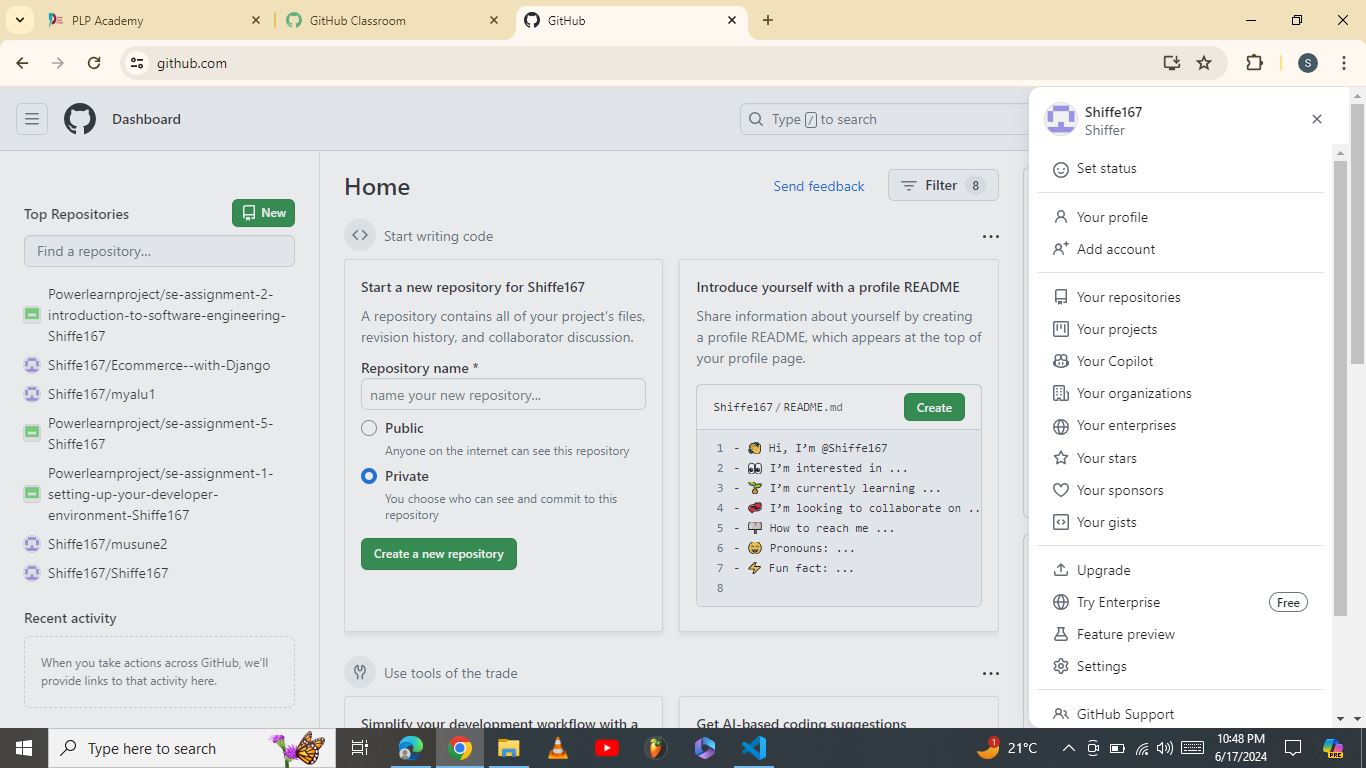 PLP Academy
GitHub Classroom
GitHub
github.com
S
Dashboard
Type / to search
Shiffe167
Shiffer
Top Repositories
New
Find a repository...
Powerlearnproject/se-assignment-2-
introduction-to-software-engineering-
Shiffe167
Shiffe167/Ecommerce--with-Django
Shiffe167/myalu1
Powerlearnproject/se-assignment-5-
Shiffe167
Powerlearnproject/se-assignment-1-
setting-up-your-developer-
environment-Shiffe167
Shiffe167/musune2
Shiffe167/Shiffe167
Recent activity
When you take actions across GitHub, we'll
provide links to that activity here.
Home
Send feedback
Filter 8
Start writing code
Start a new repository for Shiffe167
A repository contains all of your project's files,
revision history, and collaborator discussion.
Repository name *
name your new repository...
Public
Anyone on the internet can see this repository
Private
You choose who can see and commit to this
repository
Create a new repository
Introduce yourself with a profile README
Share information about yourself by creating
a profile README, which appears at the top of
your profile page.
Shiffe167 / README.md
Create
1 - 👋 Hi, I'm @Shiffe167
2 - 👀 I'm interested in ...
3 - 🌱 I'm currently learning ...
4 - 💞️ I'm looking to collaborate on ..
5 - 📫 How to reach me ...
6 - 😄 Pronouns: ...
7 - ⚡ Fun fact: ...
8
Use tools of the trade
Simplify your development workflow with a
Get AI-based coding suggestions
Set status
Your profile
Add account
Your repositories
Your projects
Your Copilot
Your organizations
Your enterprises
Your stars
Your sponsors
Your gists
Upgrade
Try Enterprise Free
Feature preview
Settings
GitHub Support
Type here to search
1
21°C
10:48 PM
6/17/2024
PRE